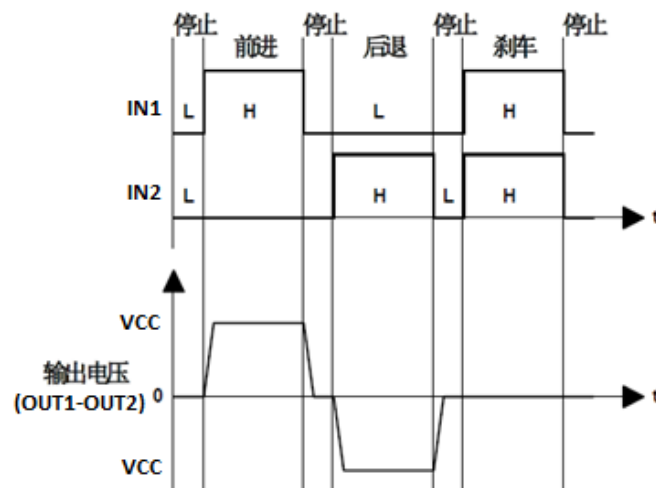 停止 停止 停止 停止
前进 后退 刹车
IN1 L H L H
IN2 L H L H
t
VCC
输出电压 0
(OUT1-OUT2) t
VCC